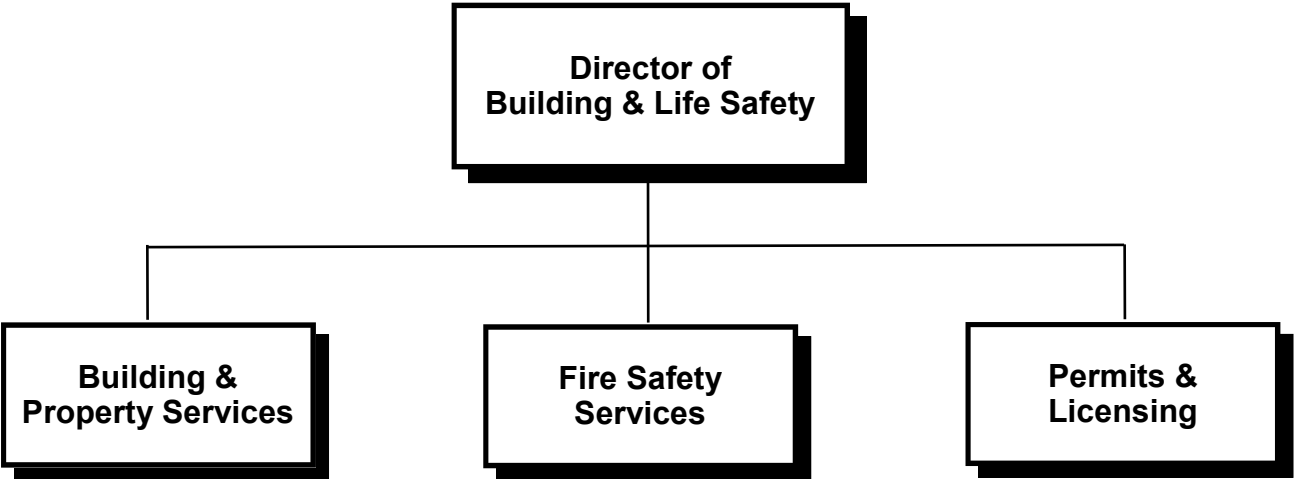 Director of
Building & Life Safety
Building &
Property Services
Fire Safety
Services
Permits &
Licensing